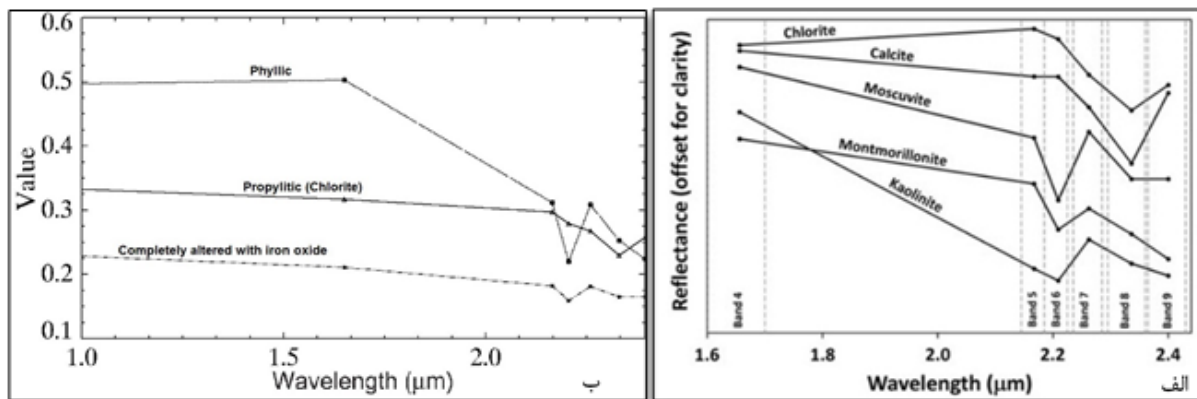 0.6
0.5
0.4
0.3
0.2
0.1
Value
Phyllic
Propylitic (Chlorite)
Completely altered with iron oxide
1.0 1.5 2.0
Wavelength (μm)
ب
Reflectance (offset for clarity)
Chlorite
Calcite
Moscuvite
Montmorillonite
Kaolinite
Band 4
Band 5
Band 6
Band 7
Band 8
Band 9
1.6 1.8 2.0 2.2 2.4
Wavelength (μm)
الف